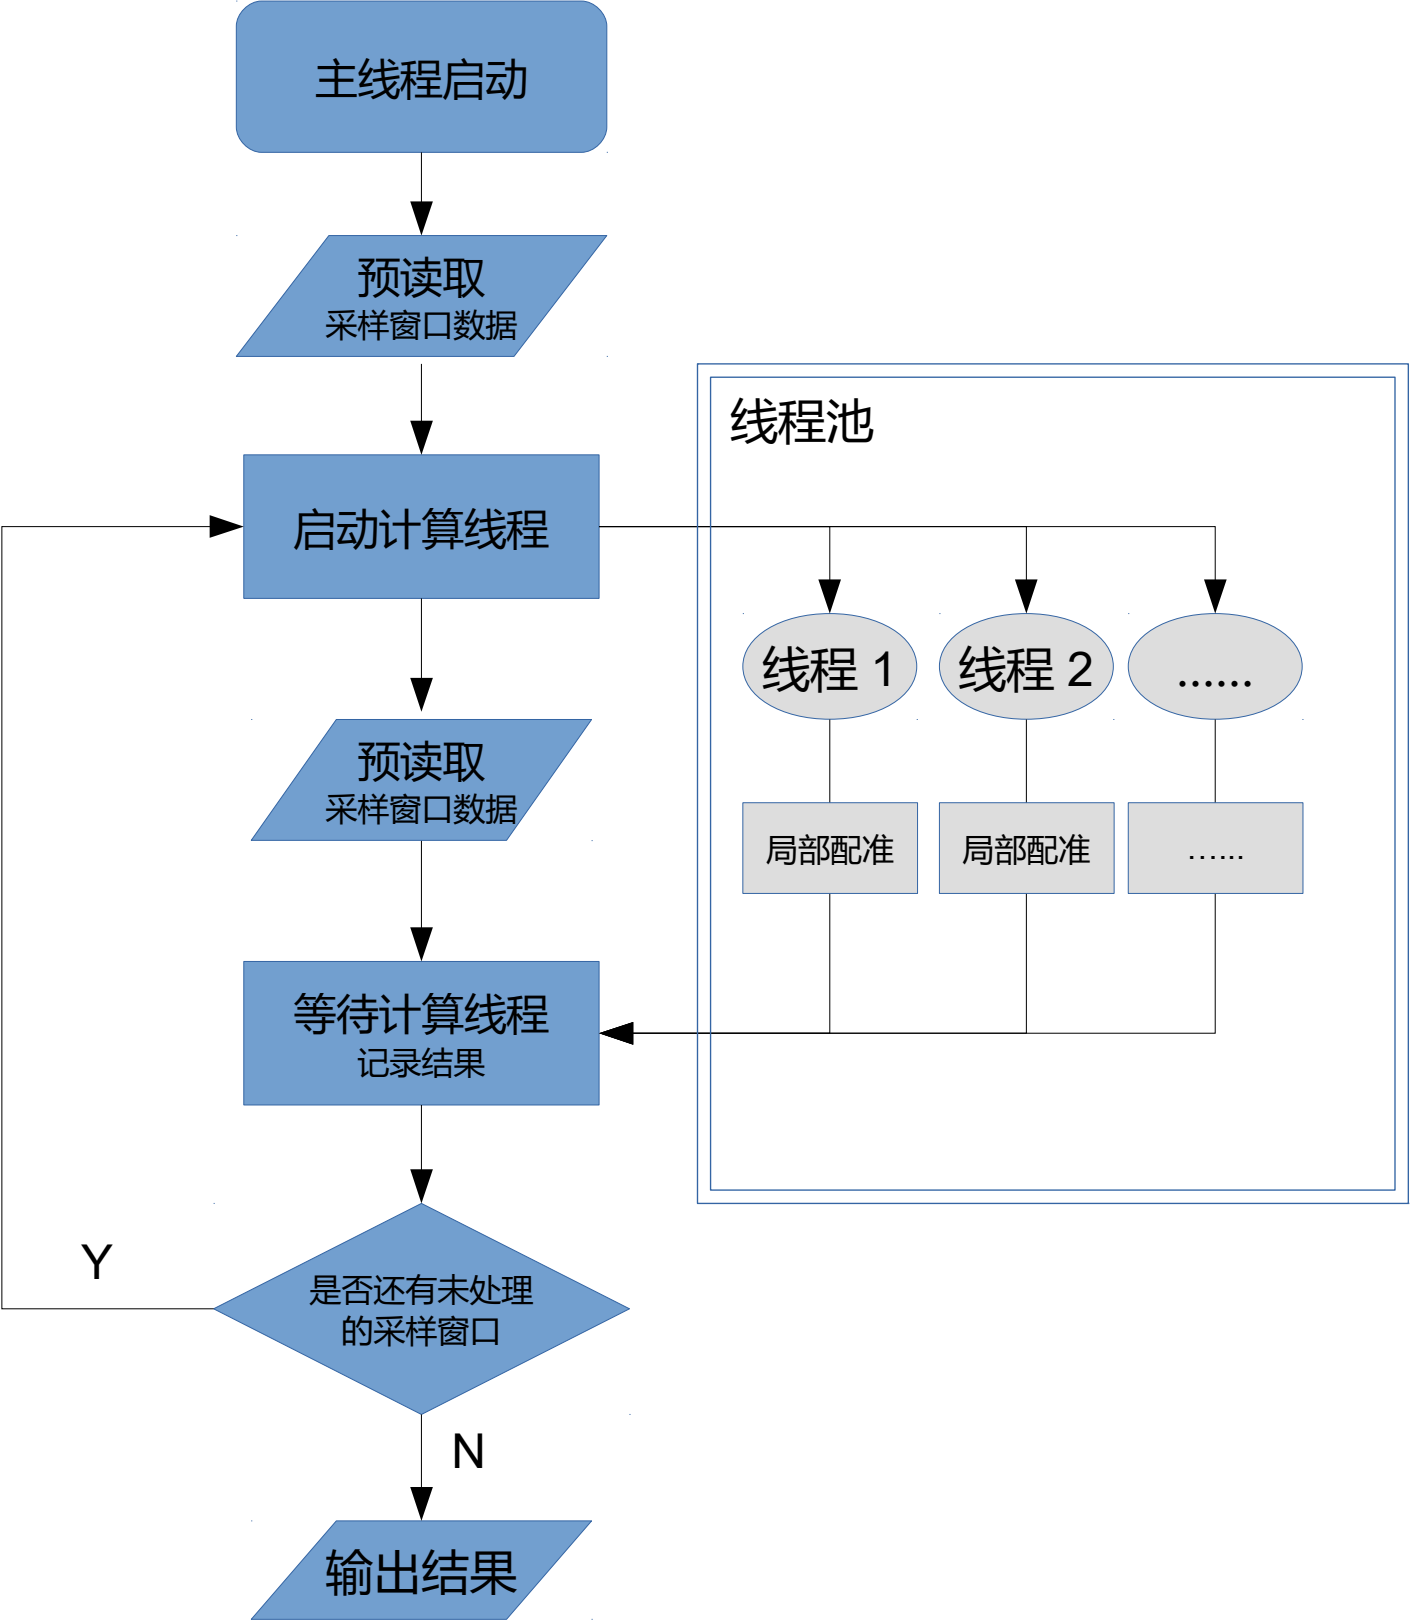 主线程启动
预读取
采样窗口数据
启动计算线程
预读取
采样窗口数据
等待计算线程
记录结果
是否还有未处理
的采样窗口
Y
N
输出结果
线程池
线程 1
线程 2
......
局部配准
局部配准
…...